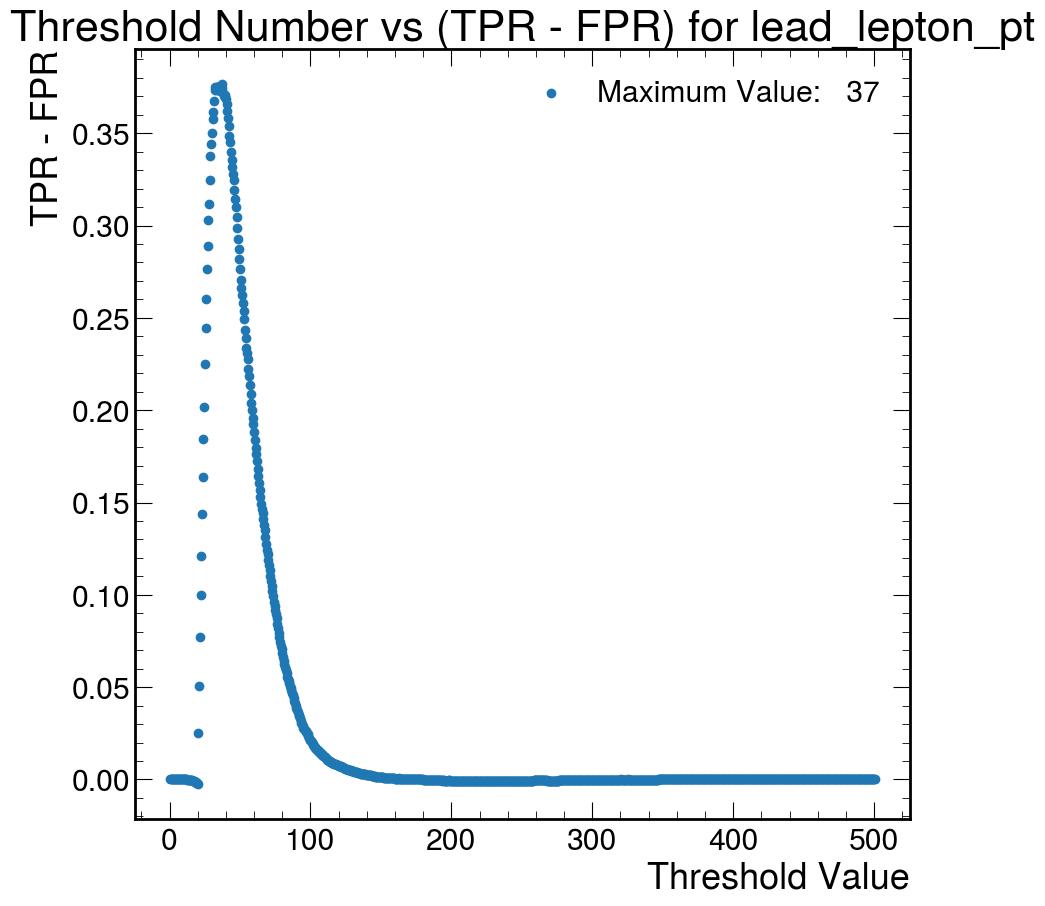 Threshold Number vs (TPR - FPR) for lead_lepton_pt
TPR - FPR
Maximum Value:   37
0.35
0.30
0.25
0.20
0.15
0.10
0.05
0.00
0 100 200 300 400 500
Threshold Value